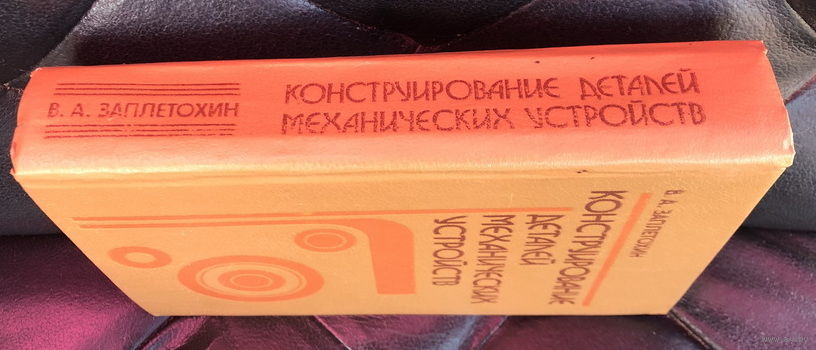 В. А. ЗАПЛЕТОХИН
КОНСТРУИРОВАНИЕ ДЕТАЛЕЙ
МЕХАНИЧЕСКИХ УСТРОЙСТВ
В. А. ЗАПЛЕТОХИН
КОНСТРУИРОВАНИЕ
ДЕТАЛЕЙ
МЕХАНИЧЕСКИХ
УСТРОЙСТВ